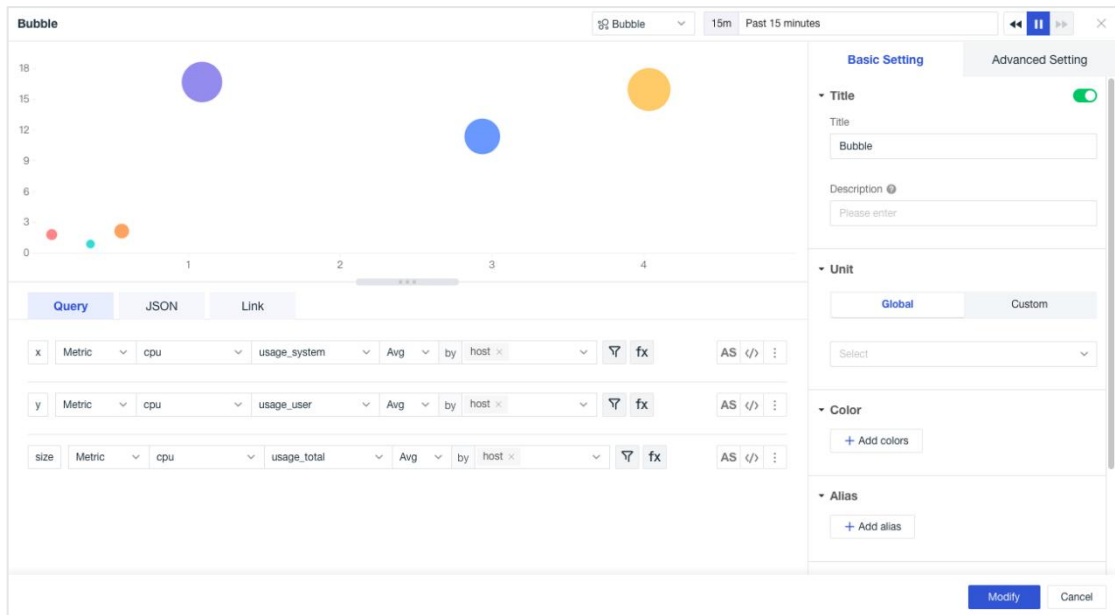 Bubble
Bubble
15m Past 15 minutes
18
15
12
9
6
3
0
1 2 3 4
Query JSON Link
x Metric cpu usage_system Avg by host × fx AS </>
y Metric cpu usage_user Avg by host × fx AS </>
size Metric cpu usage_total Avg by host × fx AS </>
Basic Setting Advanced Setting
Title
Title
Bubble
Description
Please enter
Unit
Global Custom
Select
Color
+ Add colors
Alias
+ Add alias
Modify Cancel